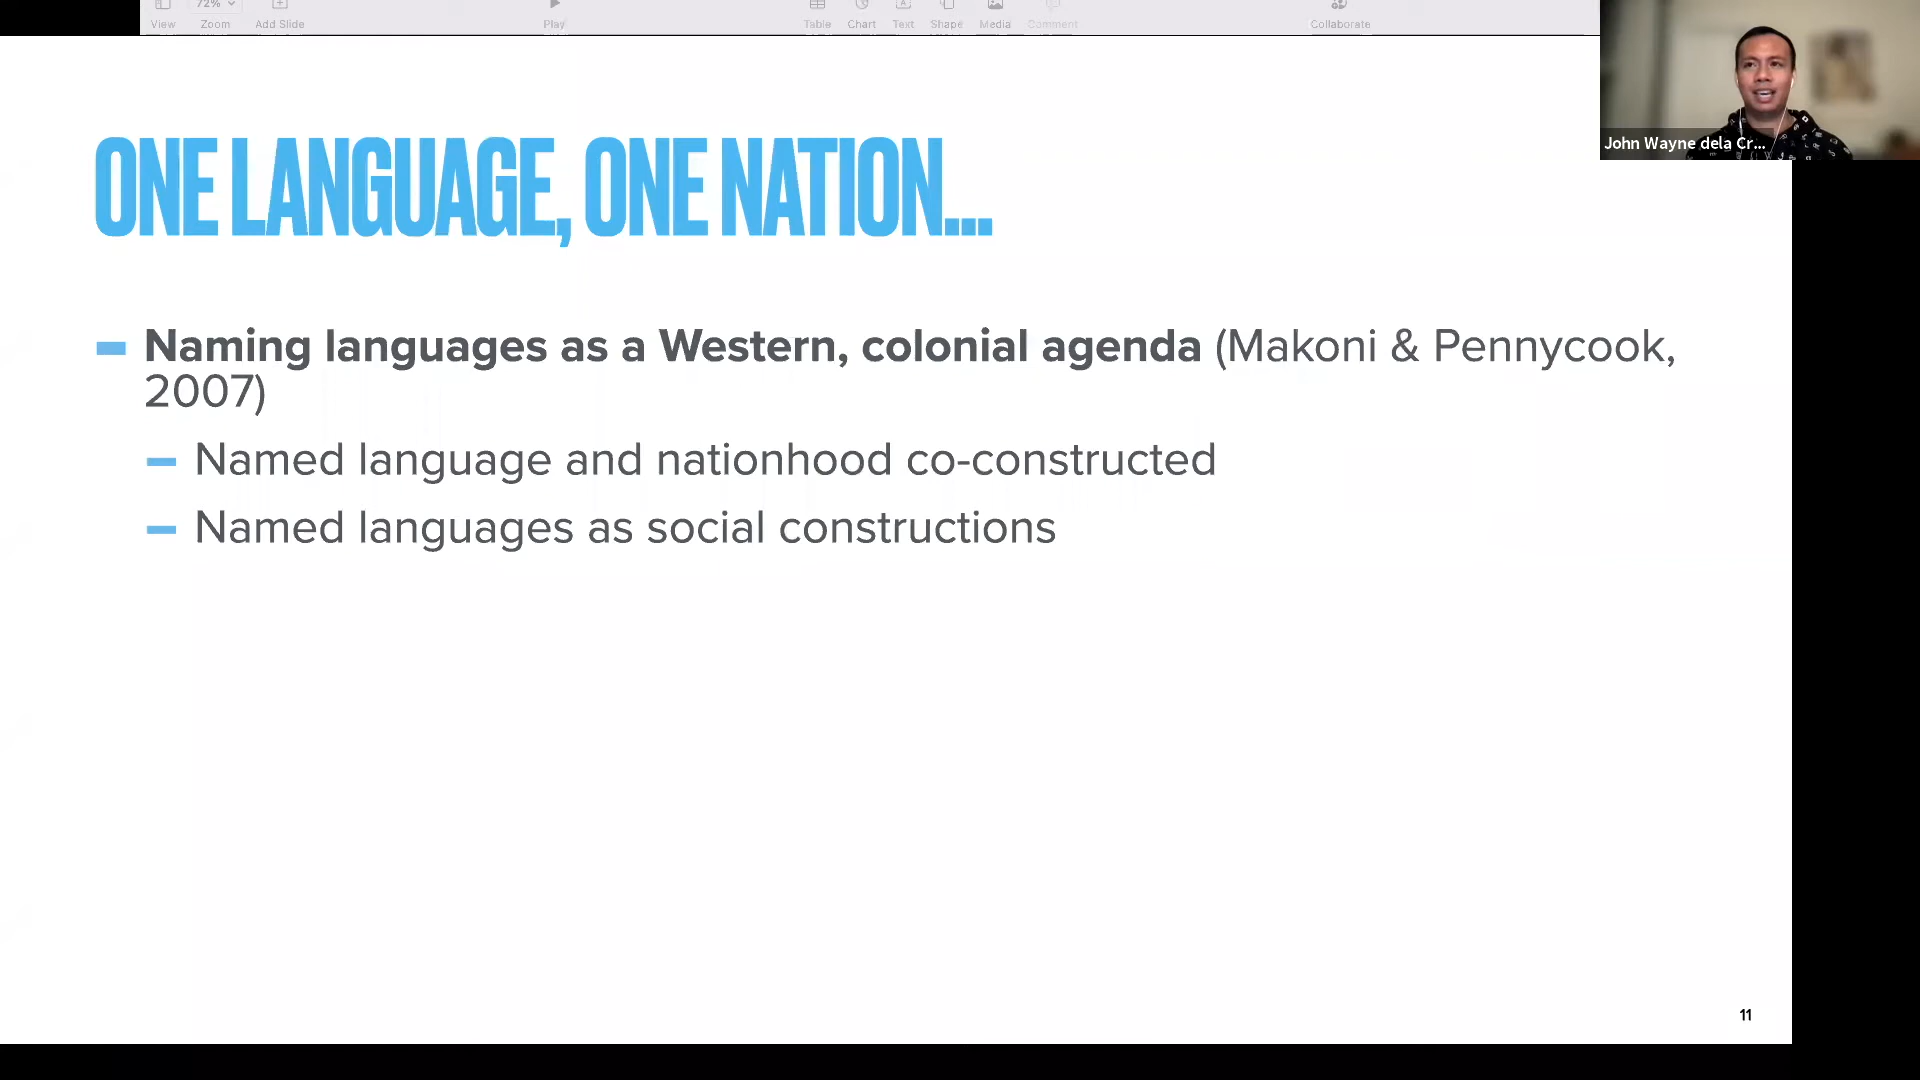 72%
View Zoom Add Slide Play Table Chart Text Shape Media Comment Collaborate
John Wayne dela Cr...
ONE LANGUAGE, ONE NATION...
Naming languages as a Western, colonial agenda (Makoni & Pennycook,
2007)
Named language and nationhood co-constructed
Named languages as social constructions
11